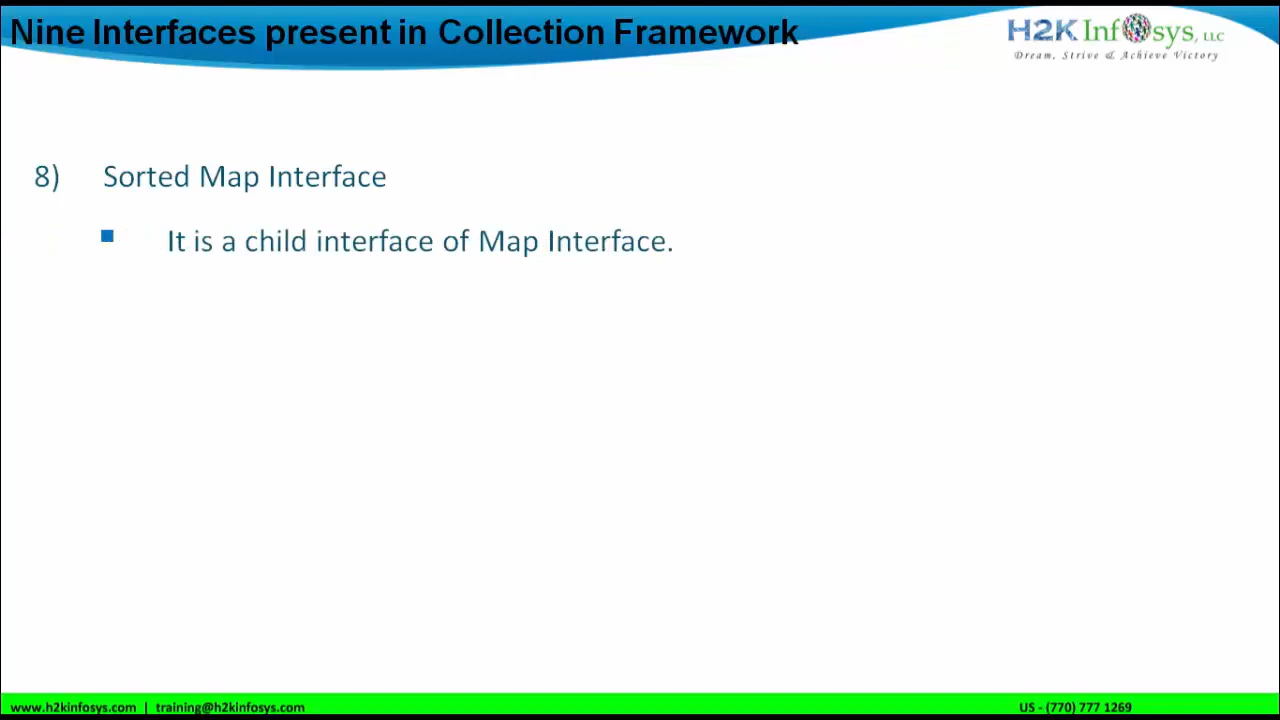 Nine Interfaces present in Collection Framework
H2K Infosys, LLC
Dream, Strive & Achieve Victory
8) Sorted Map Interface
▪ It is a child interface of Map Interface.
www.h2kinfosys.com | training@h2kinfosys.com US - (770) 777 1269